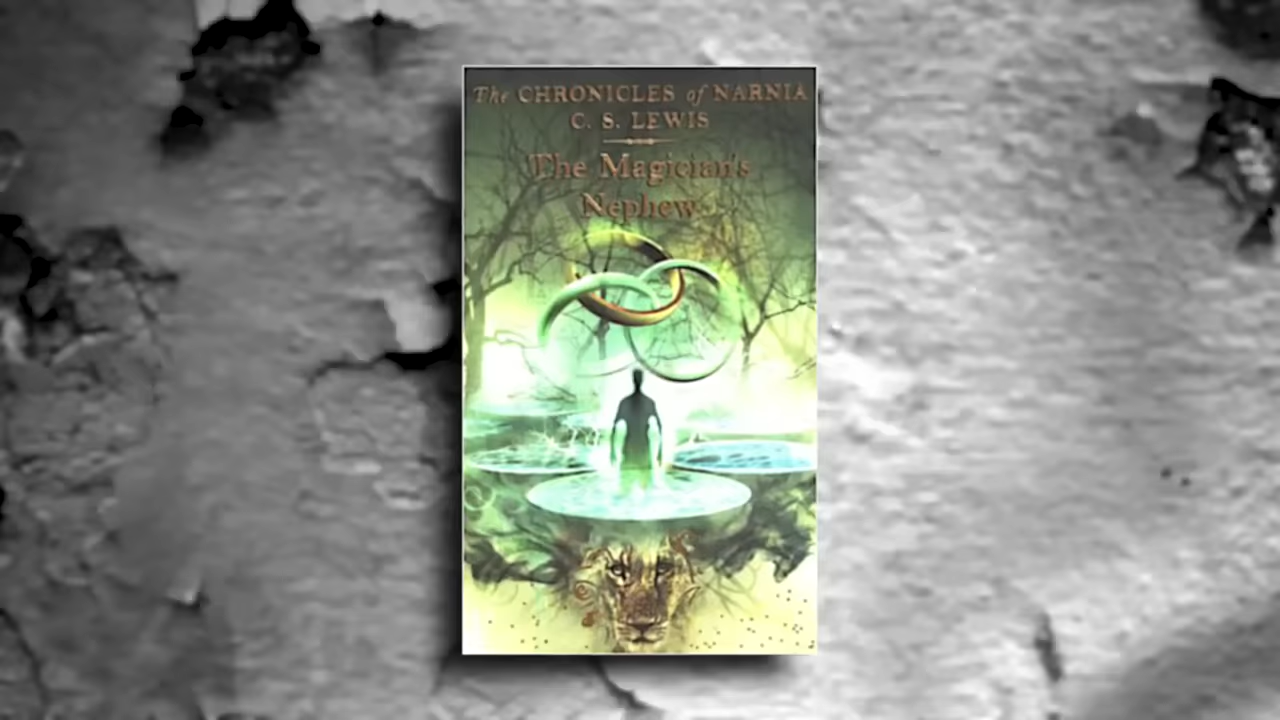 The CHRONICLES of NARNIA
C. S. LEWIS
The Magician's
Nephew